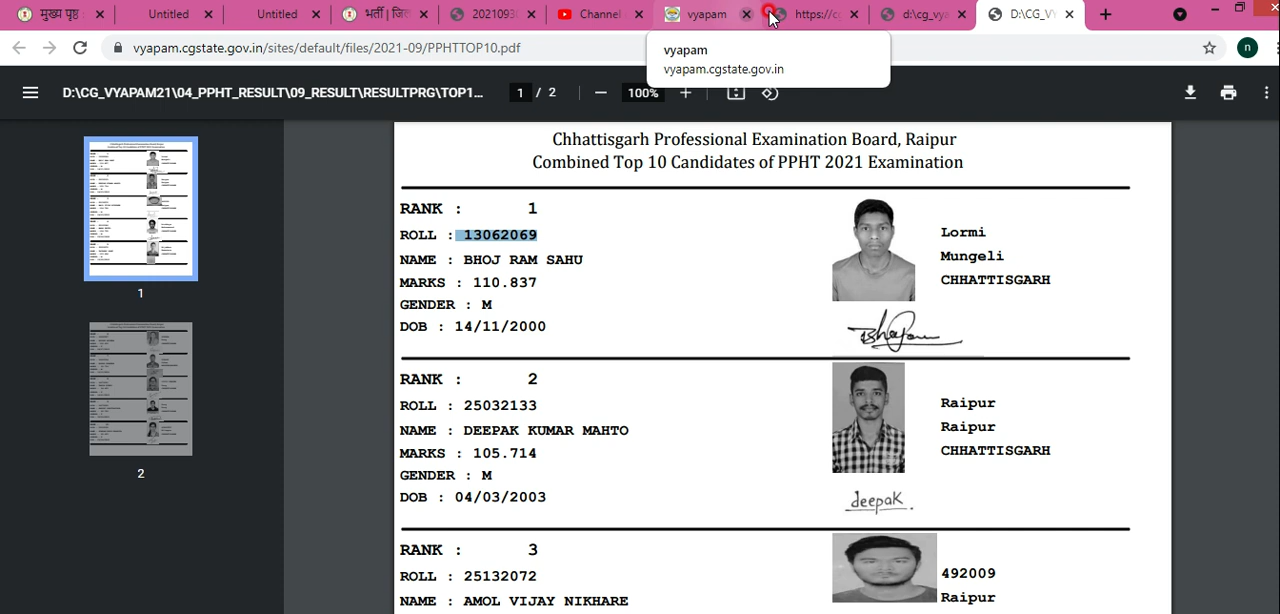 मुख्य पृष्ठ
Untitled
Untitled
भर्ती | जिल
2021093
Channel
vyapam
https://c
d:\cg_vya
D:\CG_VY
vyapam.cgstate.gov.in/sites/default/files/2021-09/PPHTTOP10.pdf
n
vyapam
vyapam.cgstate.gov.in
D:\CG_VYAPAM21\04_PPHT_RESULT\09_RESULT\RESULTPRG\TOP1...
1 / 2
100%
Chhattisgarh Professional Examination Board, Raipur
Combined Top 10 Candidates of PPHT 2021 Examination
RANK : 1
ROLL : 13062069
NAME : BHOJ RAM SAHU
MARKS : 110.837
GENDER : M
DOB : 14/11/2000
Lormi
Mungeli
CHHATTISGARH
RANK : 2
ROLL : 25032133
NAME : DEEPAK KUMAR MAHTO
MARKS : 105.714
GENDER : M
DOB : 04/03/2003
Raipur
Raipur
CHHATTISGARH
deepak.
RANK : 3
ROLL : 25132072
NAME : AMOL VIJAY NIKHARE
492009
Raipur
1
2